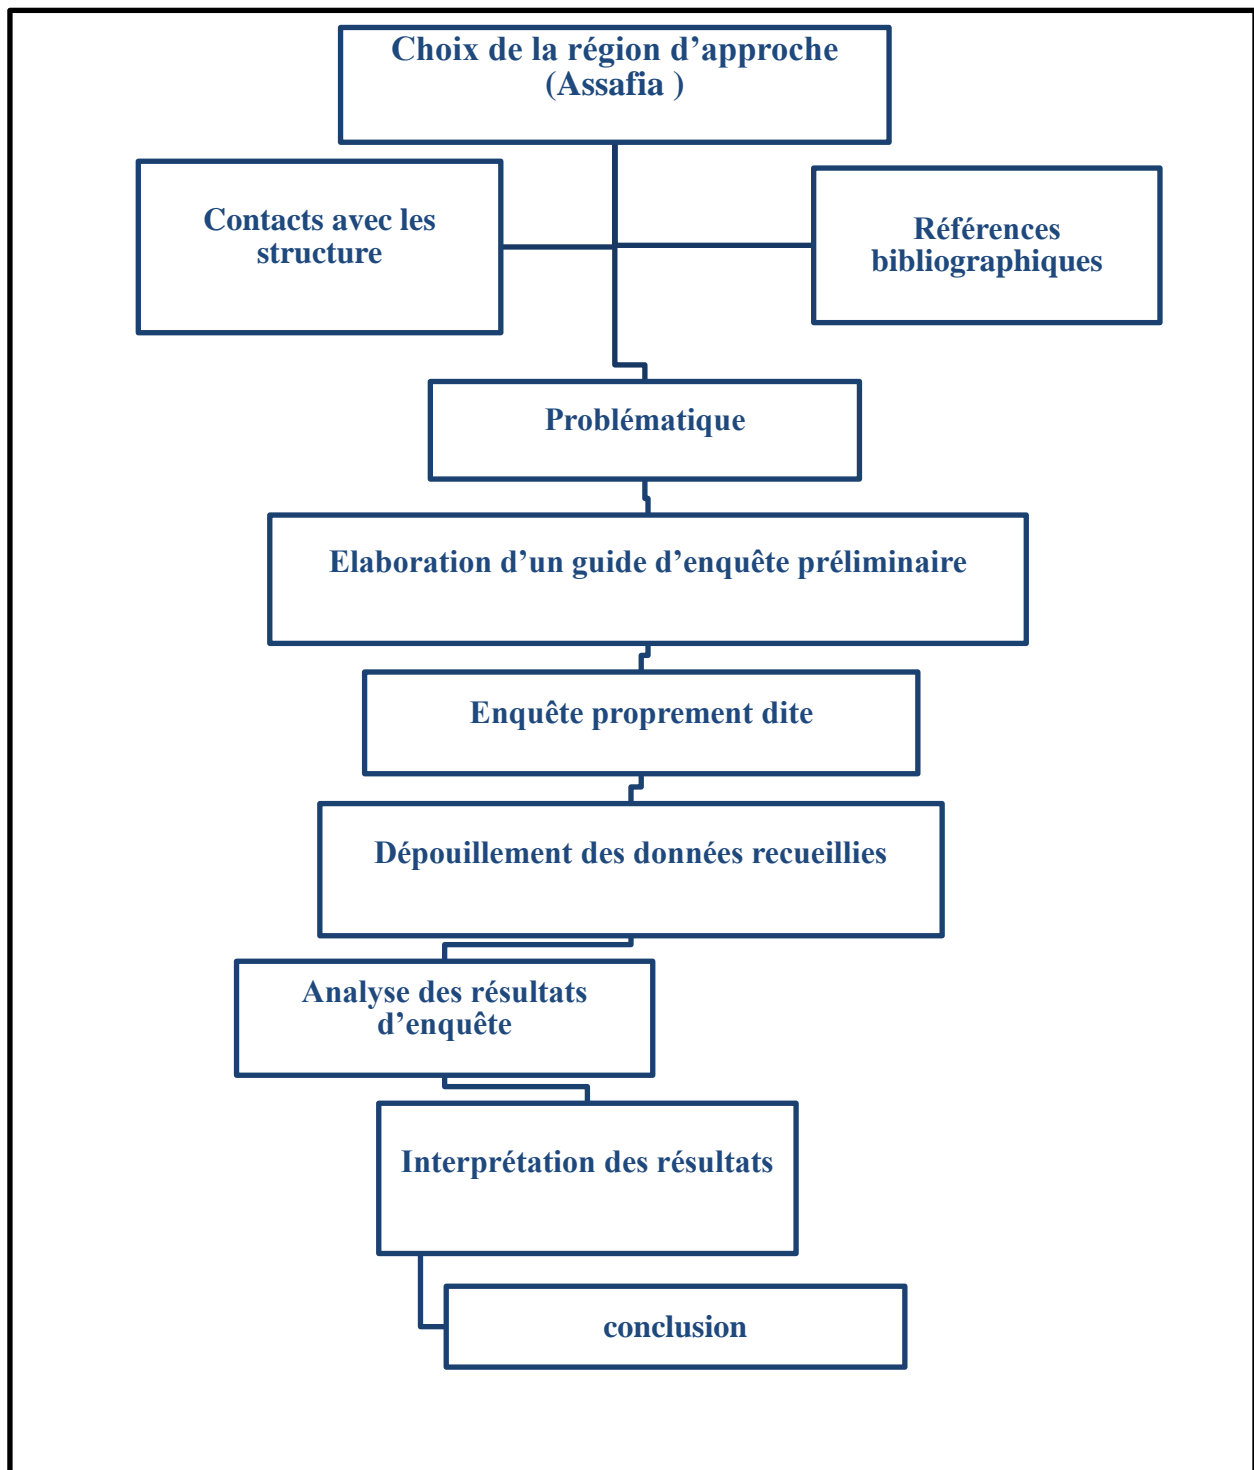 Choix de la région d’approche
(Assafia )
Contacts avec les
structure
Références
bibliographiques
Problématique
Elaboration d’un guide d’enquête préliminaire
Enquête proprement dite
Dépouillement des données recueillies
Analyse des résultats
d’enquête
Interprétation des résultats
conclusion